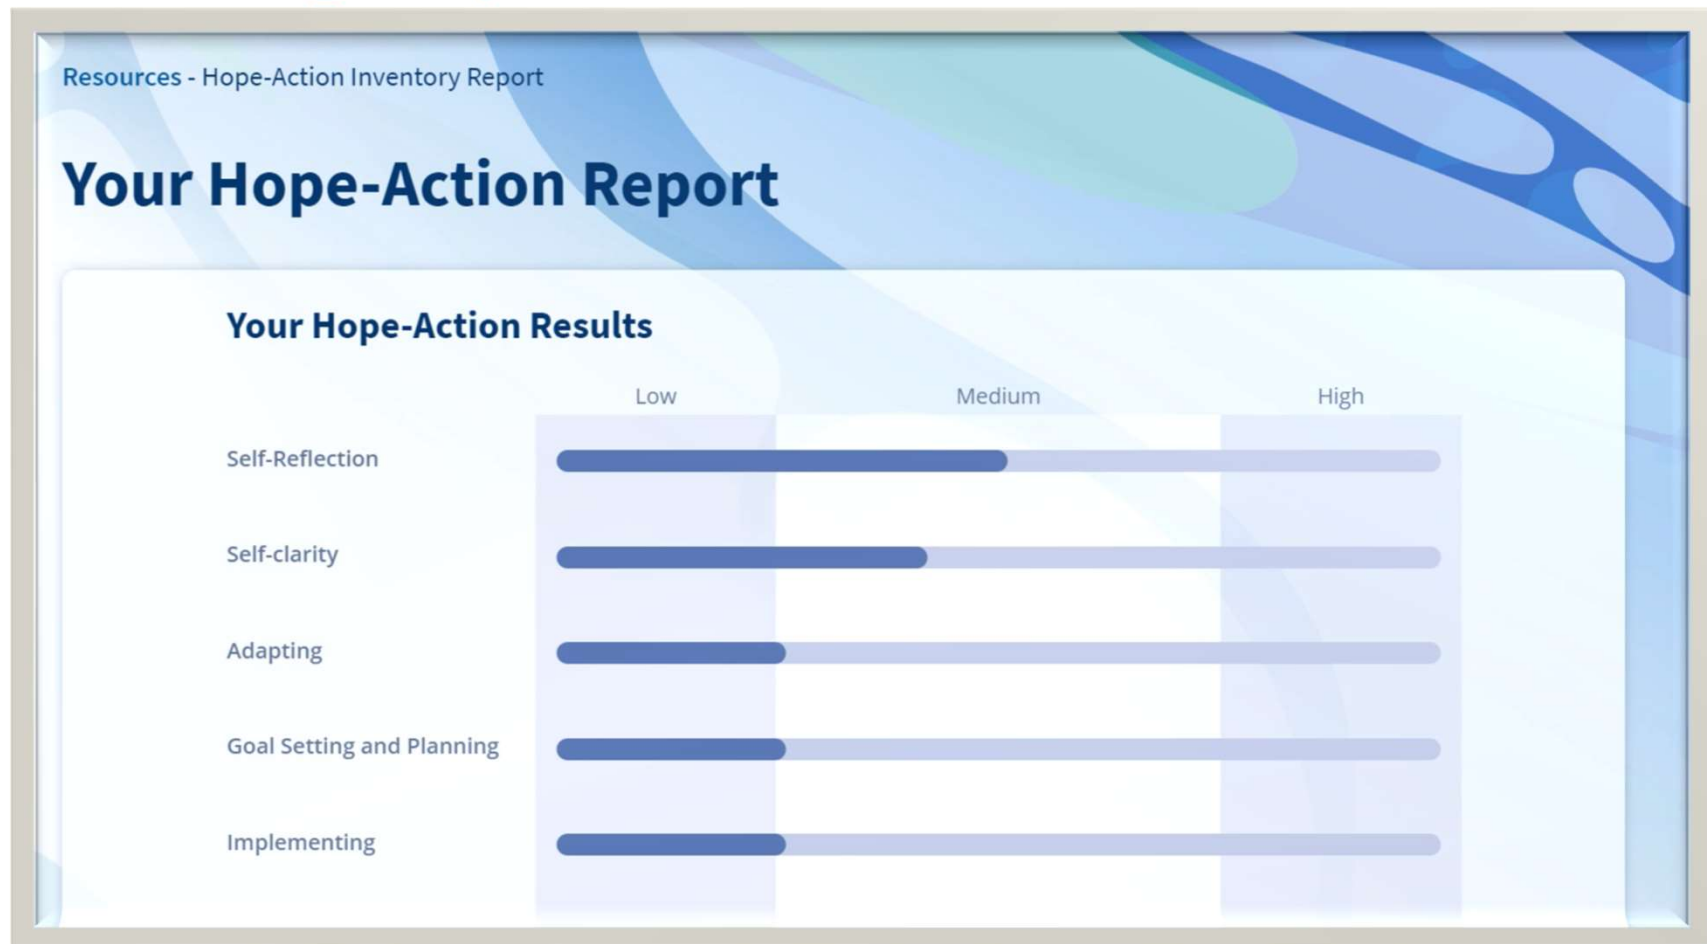 Resources - Hope-Action Inventory Report
Your Hope-Action Report
Your Hope-Action Results
Low Medium High
Self-Reflection
Self-clarity
Adapting
Goal Setting and Planning
Implementing